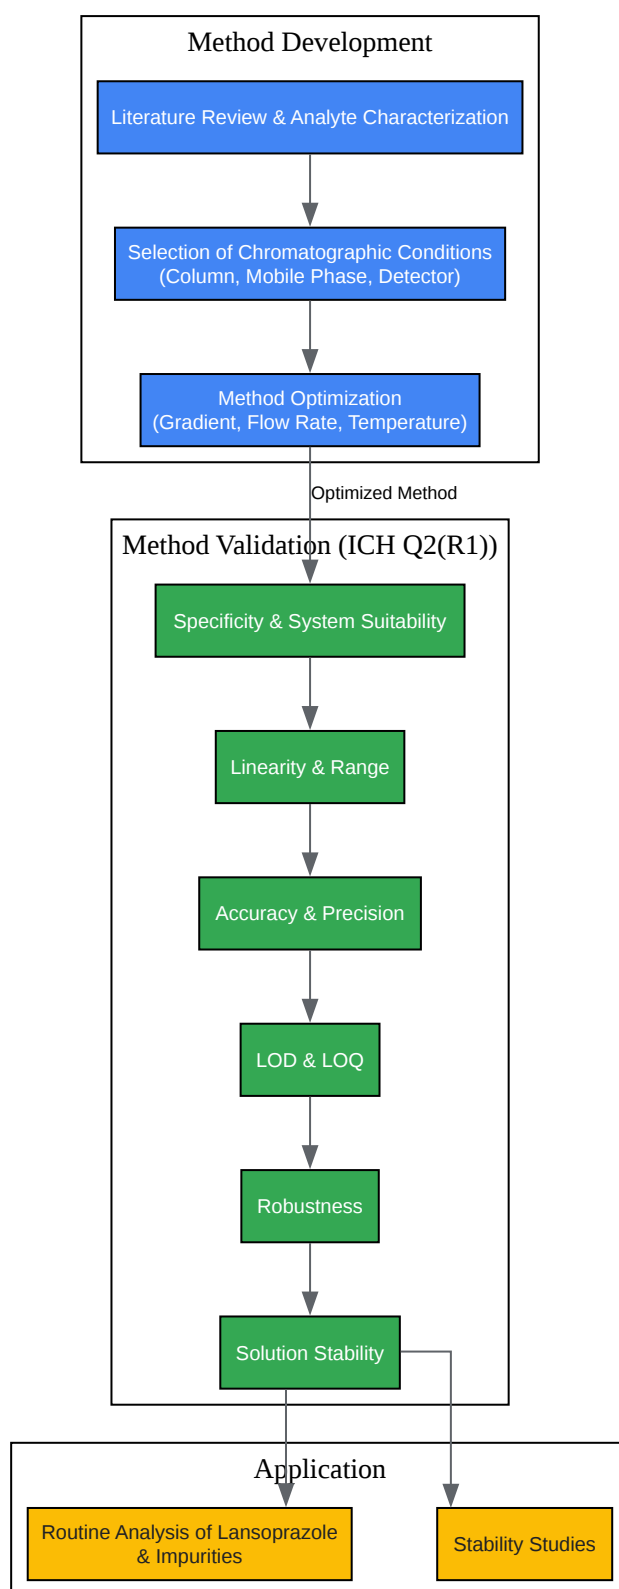 Method Development
Literature Review & Analyte Characterization
Selection of Chromatographic Conditions
(Column, Mobile Phase, Detector)
Method Optimization
(Gradient, Flow Rate, Temperature)
Optimized Method
Method Validation (ICH Q2(R1))
Specificity & System Suitability
Linearity & Range
Accuracy & Precision
LOD & LOQ
Robustness
Solution Stability
Application
Routine Analysis of Lansoprazole
& Impurities
Stability Studies